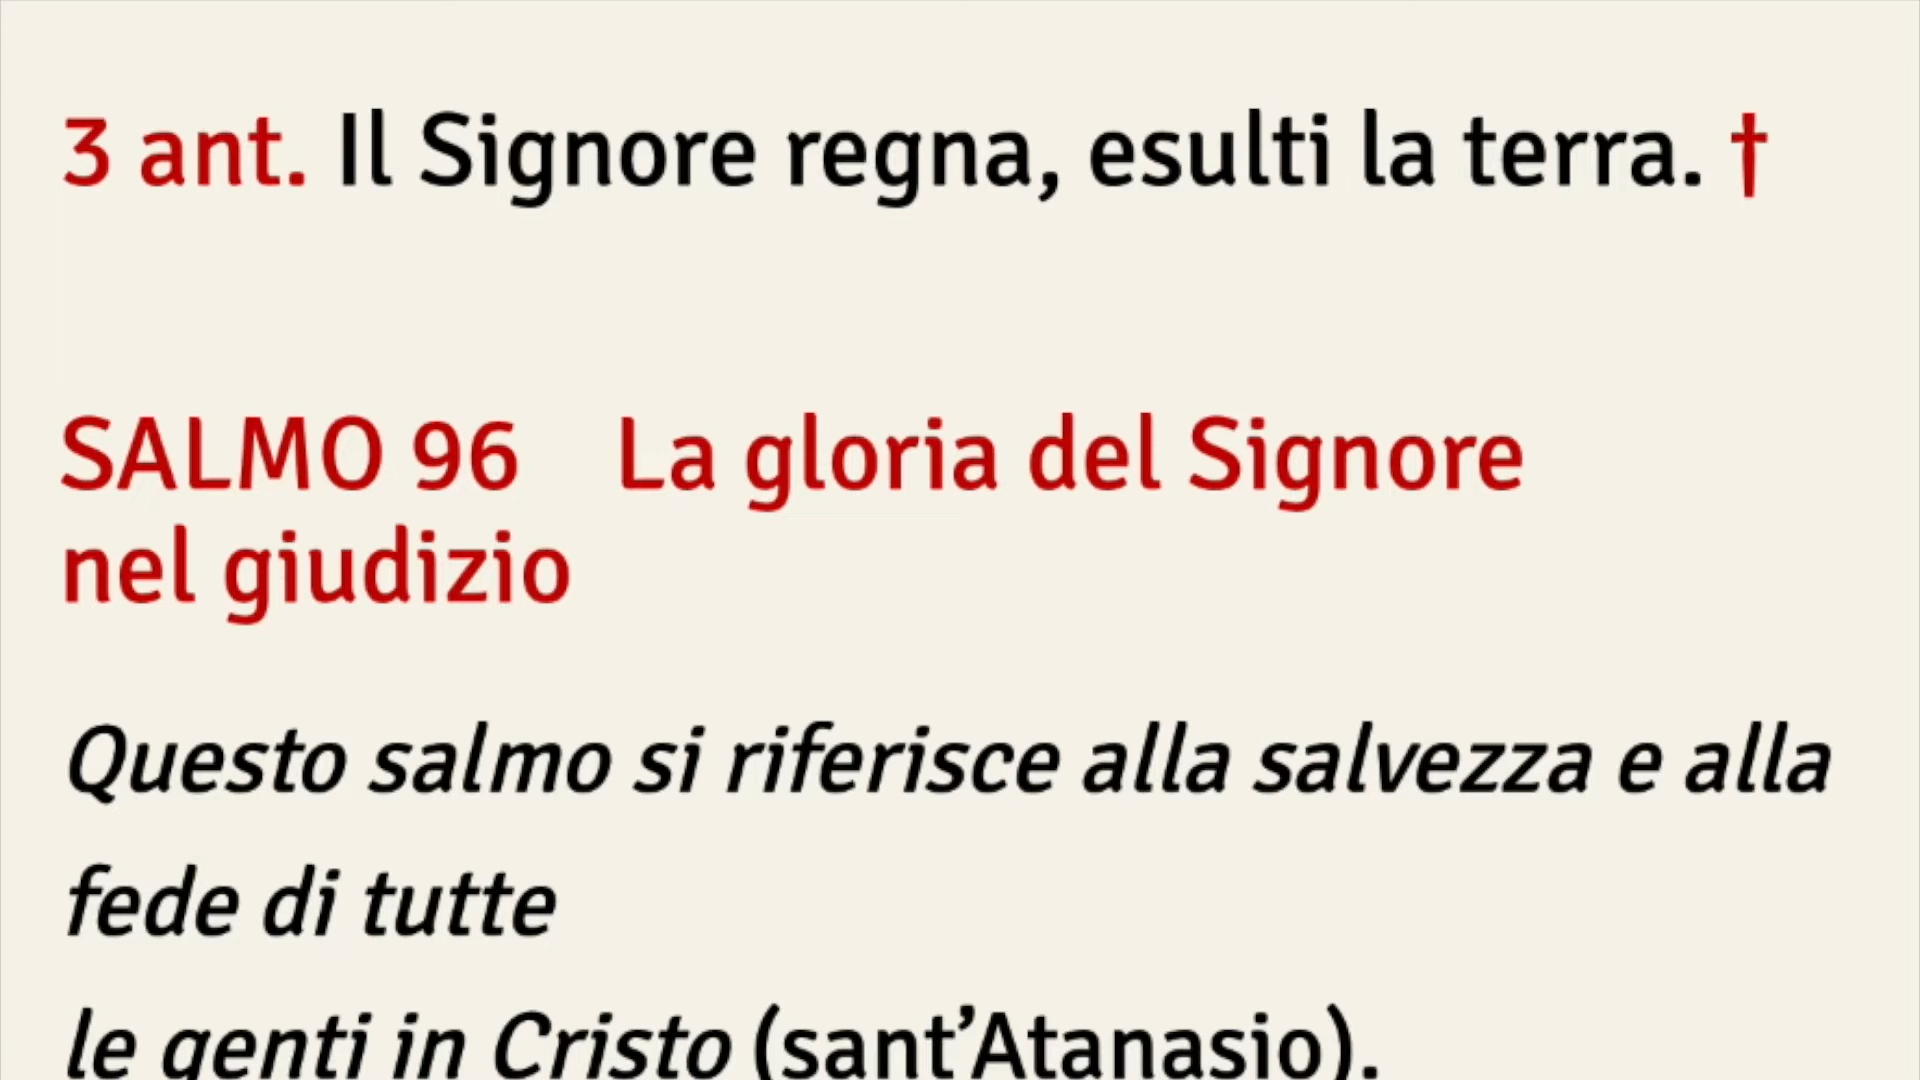 3 ant. Il Signore regna, esulti la terra. †
SALMO 96 La gloria del Signore
nel giudizio
Questo salmo si riferisce alla salvezza e alla
fede di tutte
le genti in Cristo (sant’Atanasio).